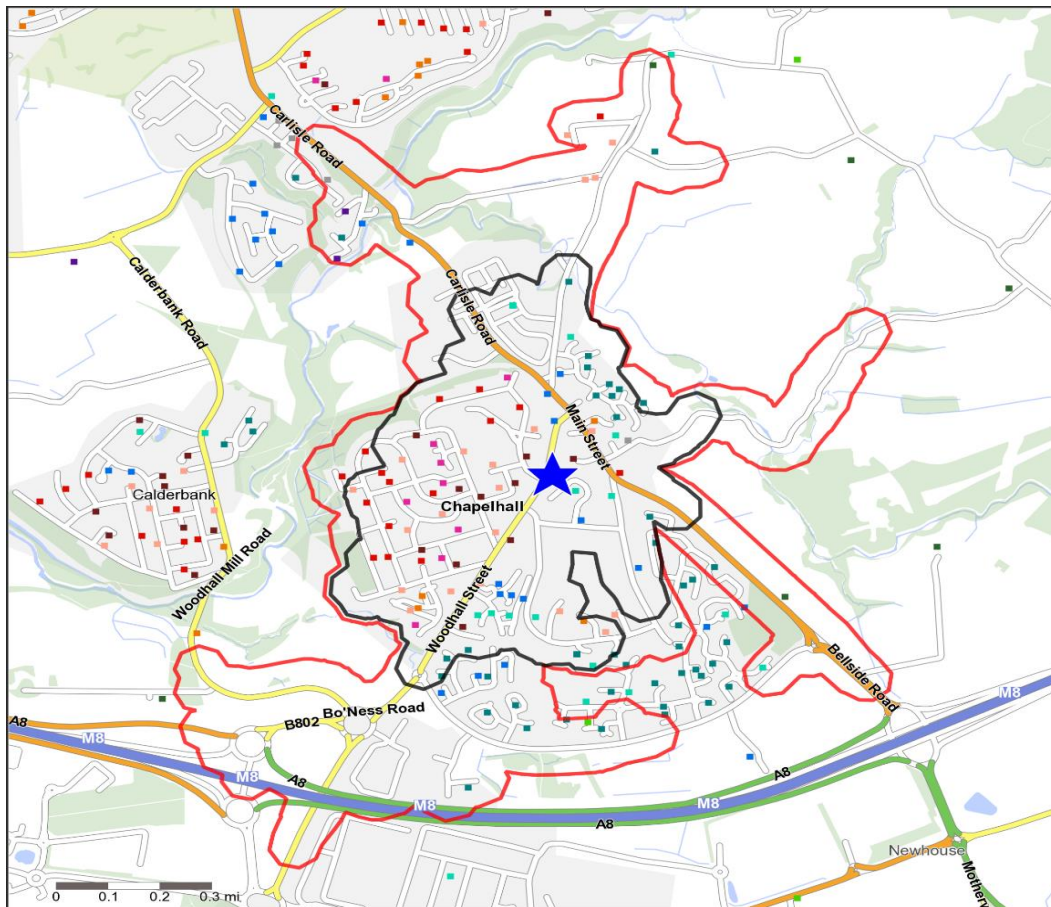 Carlisle Road
Calderbank Road
Carlisle Road
Main Street
Calderbank
Chapelhall
Woodhall Mill Road
Woodhall Street
Bellside Road
M8
A8
M8
B802
Bo'Ness Road
M8
A8
M8
M8
A8
A8
Newhouse
0
0.1
0.2
0.3 mi